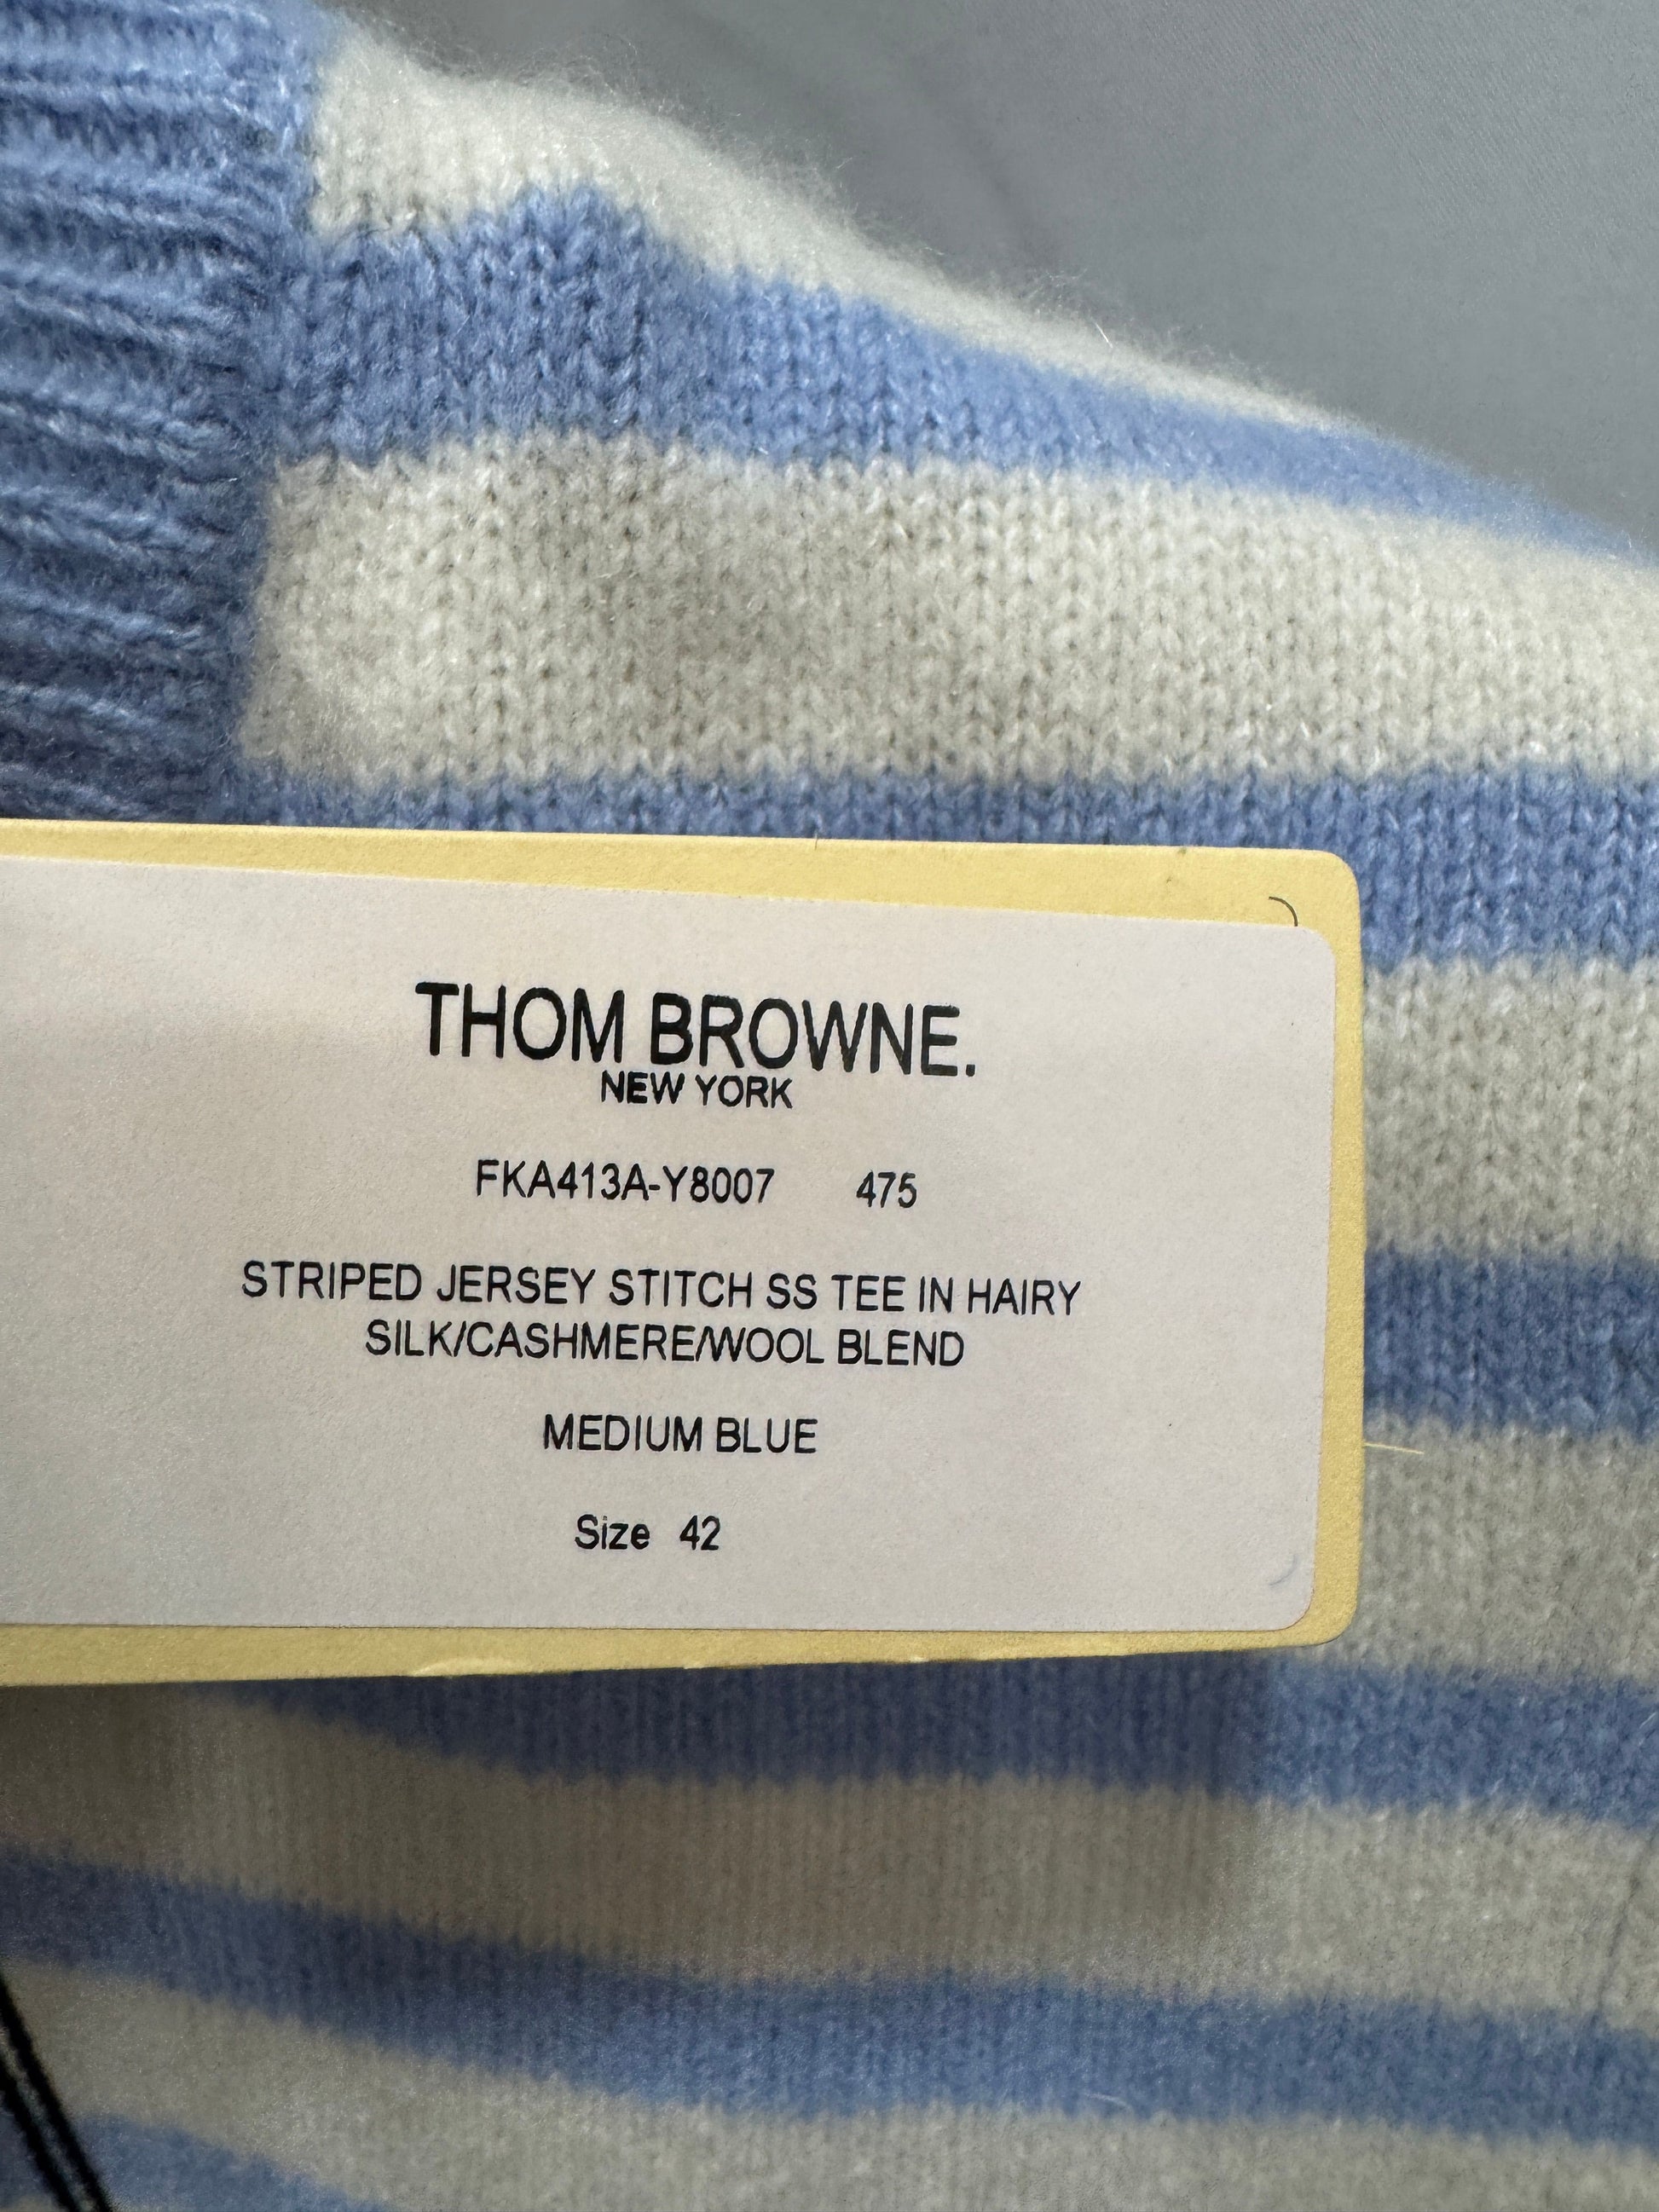 THOM BROWNE.
NEW YORK
FKA413A-Y8007 475
STRIPED JERSEY STITCH SS TEE IN HAIRY
SILK/CASHMERE/WOOL BLEND
MEDIUM BLUE
Size 42